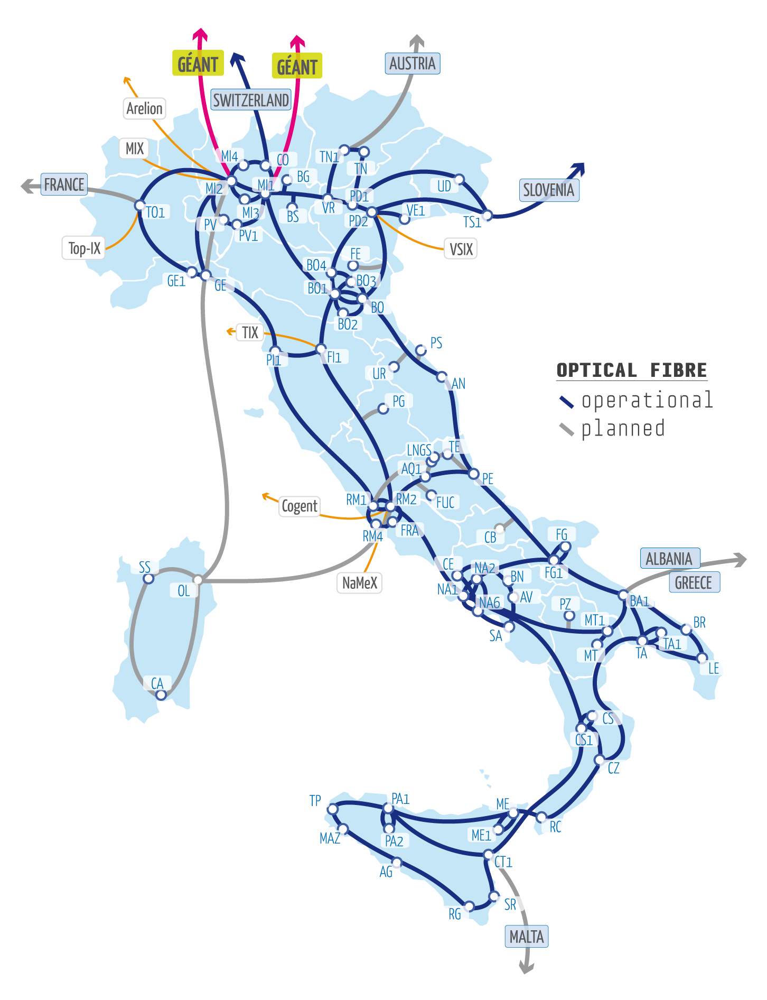 GÉANT
GÉANT
AUSTRIA
SWITZERLAND
Arelion
MIX
MI4
CO
TN1
TN
BG
FRANCE
MI2
MI1
UD
SLOVENIA
TO1
MI3
BS
VR
PD1
PD2
VE1
TS1
PV
PV1
Top-IX
VSIX
FE
BO4
GE1
GE
BO3
BO1
BO
BO2
TIX
PI1
FI1
PS
UR
AN
OPTICAL FIBRE
operational
planned
PG
LNGS
TE
AQ1
PE
RM1
RM2
FUC
Cogent
FRA
RM4
CB
FG
OL
SS
CE
NA2
BN
FG1
ALBANIA
GREECE
NaMeX
NA1
NA6
AV
PZ
BA1
MT1
BR
SA
MT
TA
TA1
LE
CA
CS
CS1
CZ
TP
PA1
ME
RC
MAZ
PA2
ME1
AG
CT1
SR
RG
MALTA